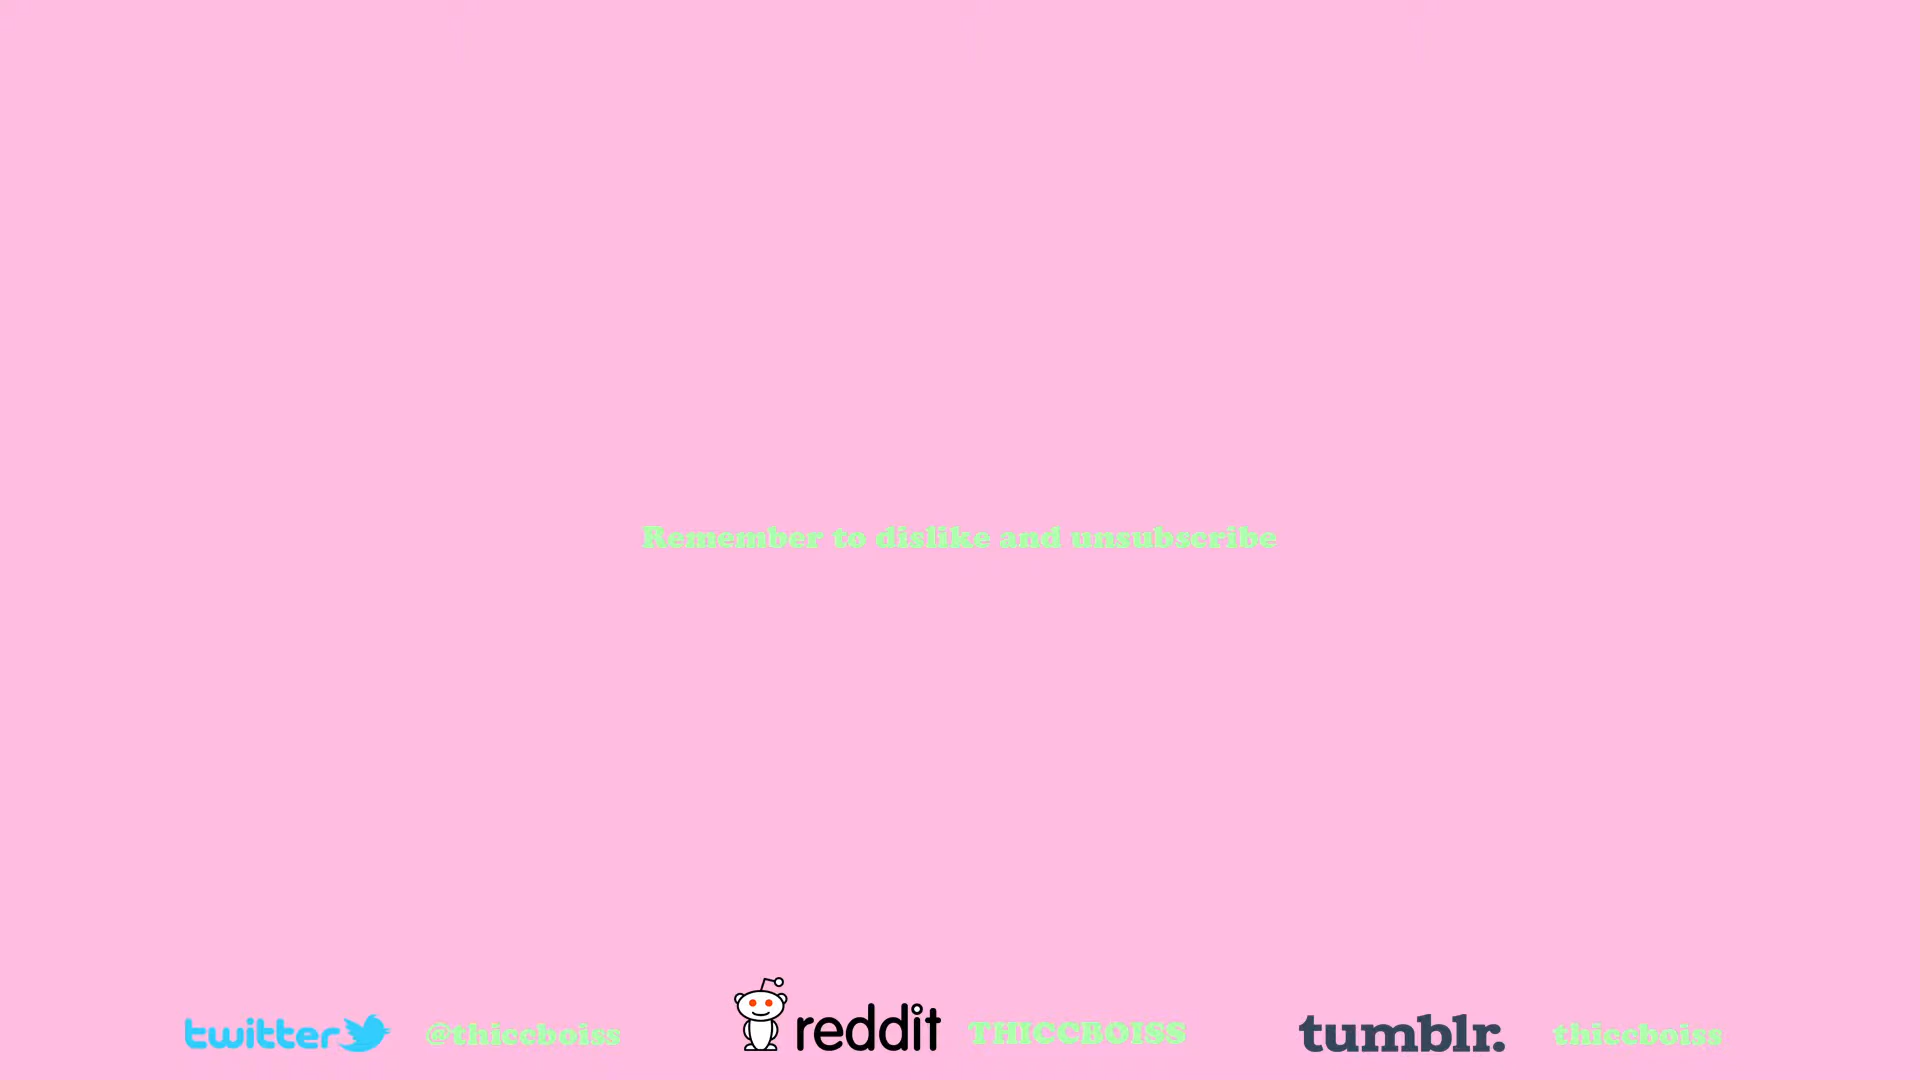 Remember to dislike and unsubscribe
twitter @thiccboiss reddit THICCBOISS tumblr. thiccboiss